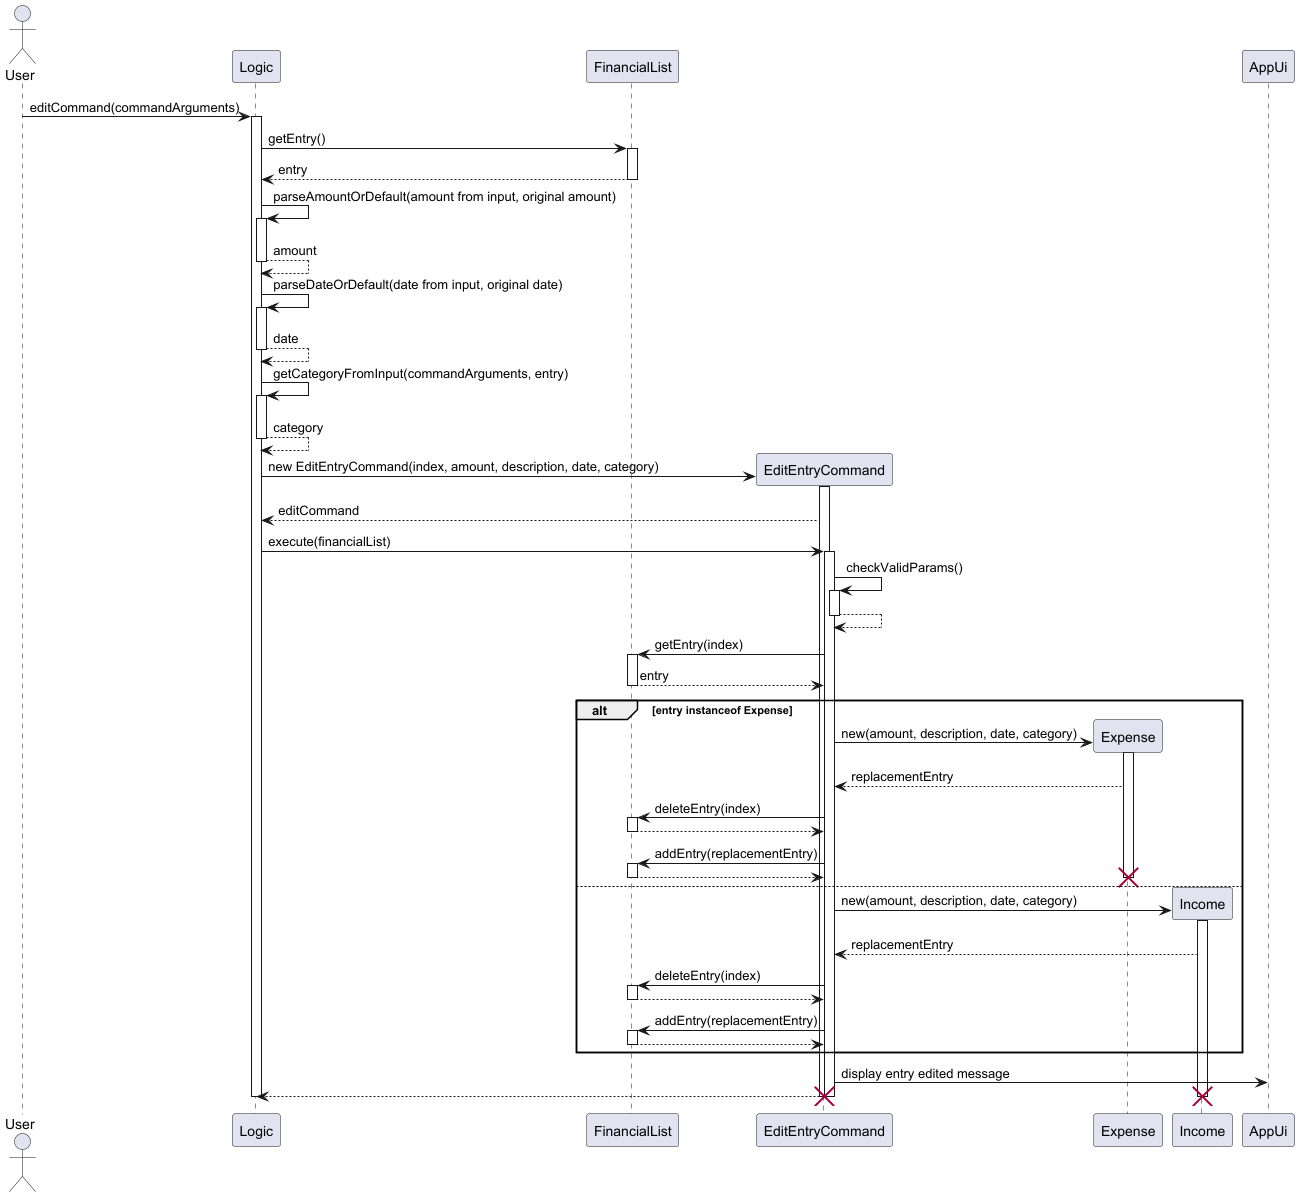 User
Logic
FinancialList
AppUi
editCommand(commandArguments)
getEntry()
entry
parseAmountOrDefault(amount from input, original amount)
amount
parseDateOrDefault(date from input, original date)
date
getCategoryFromInput(commandArguments, entry)
category
new EditEntryCommand(index, amount, description, date, category)
EditEntryCommand
editCommand
execute(financialList)
checkValidParams()
getEntry(index)
entry
alt
[entry instanceof Expense]
new(amount, description, date, category)
Expense
replacementEntry
deleteEntry(index)
addEntry(replacementEntry)
new(amount, description, date, category)
Income
replacementEntry
deleteEntry(index)
addEntry(replacementEntry)
display entry edited message
User
Logic
FinancialList
EditEntryCommand
Expense
Income
AppUi